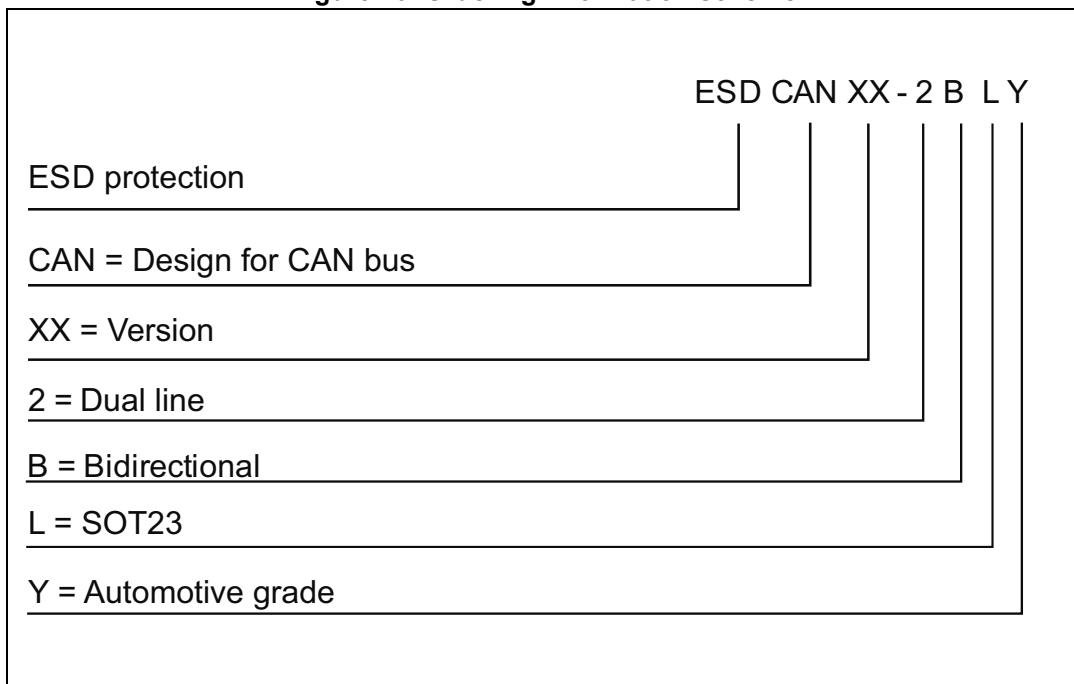 ESD CAN XX - 2 B L Y
ESD protection
CAN = Design for CAN bus
XX = Version
2 = Dual line
B = Bidirectional
L = SOT23
Y = Automotive grade